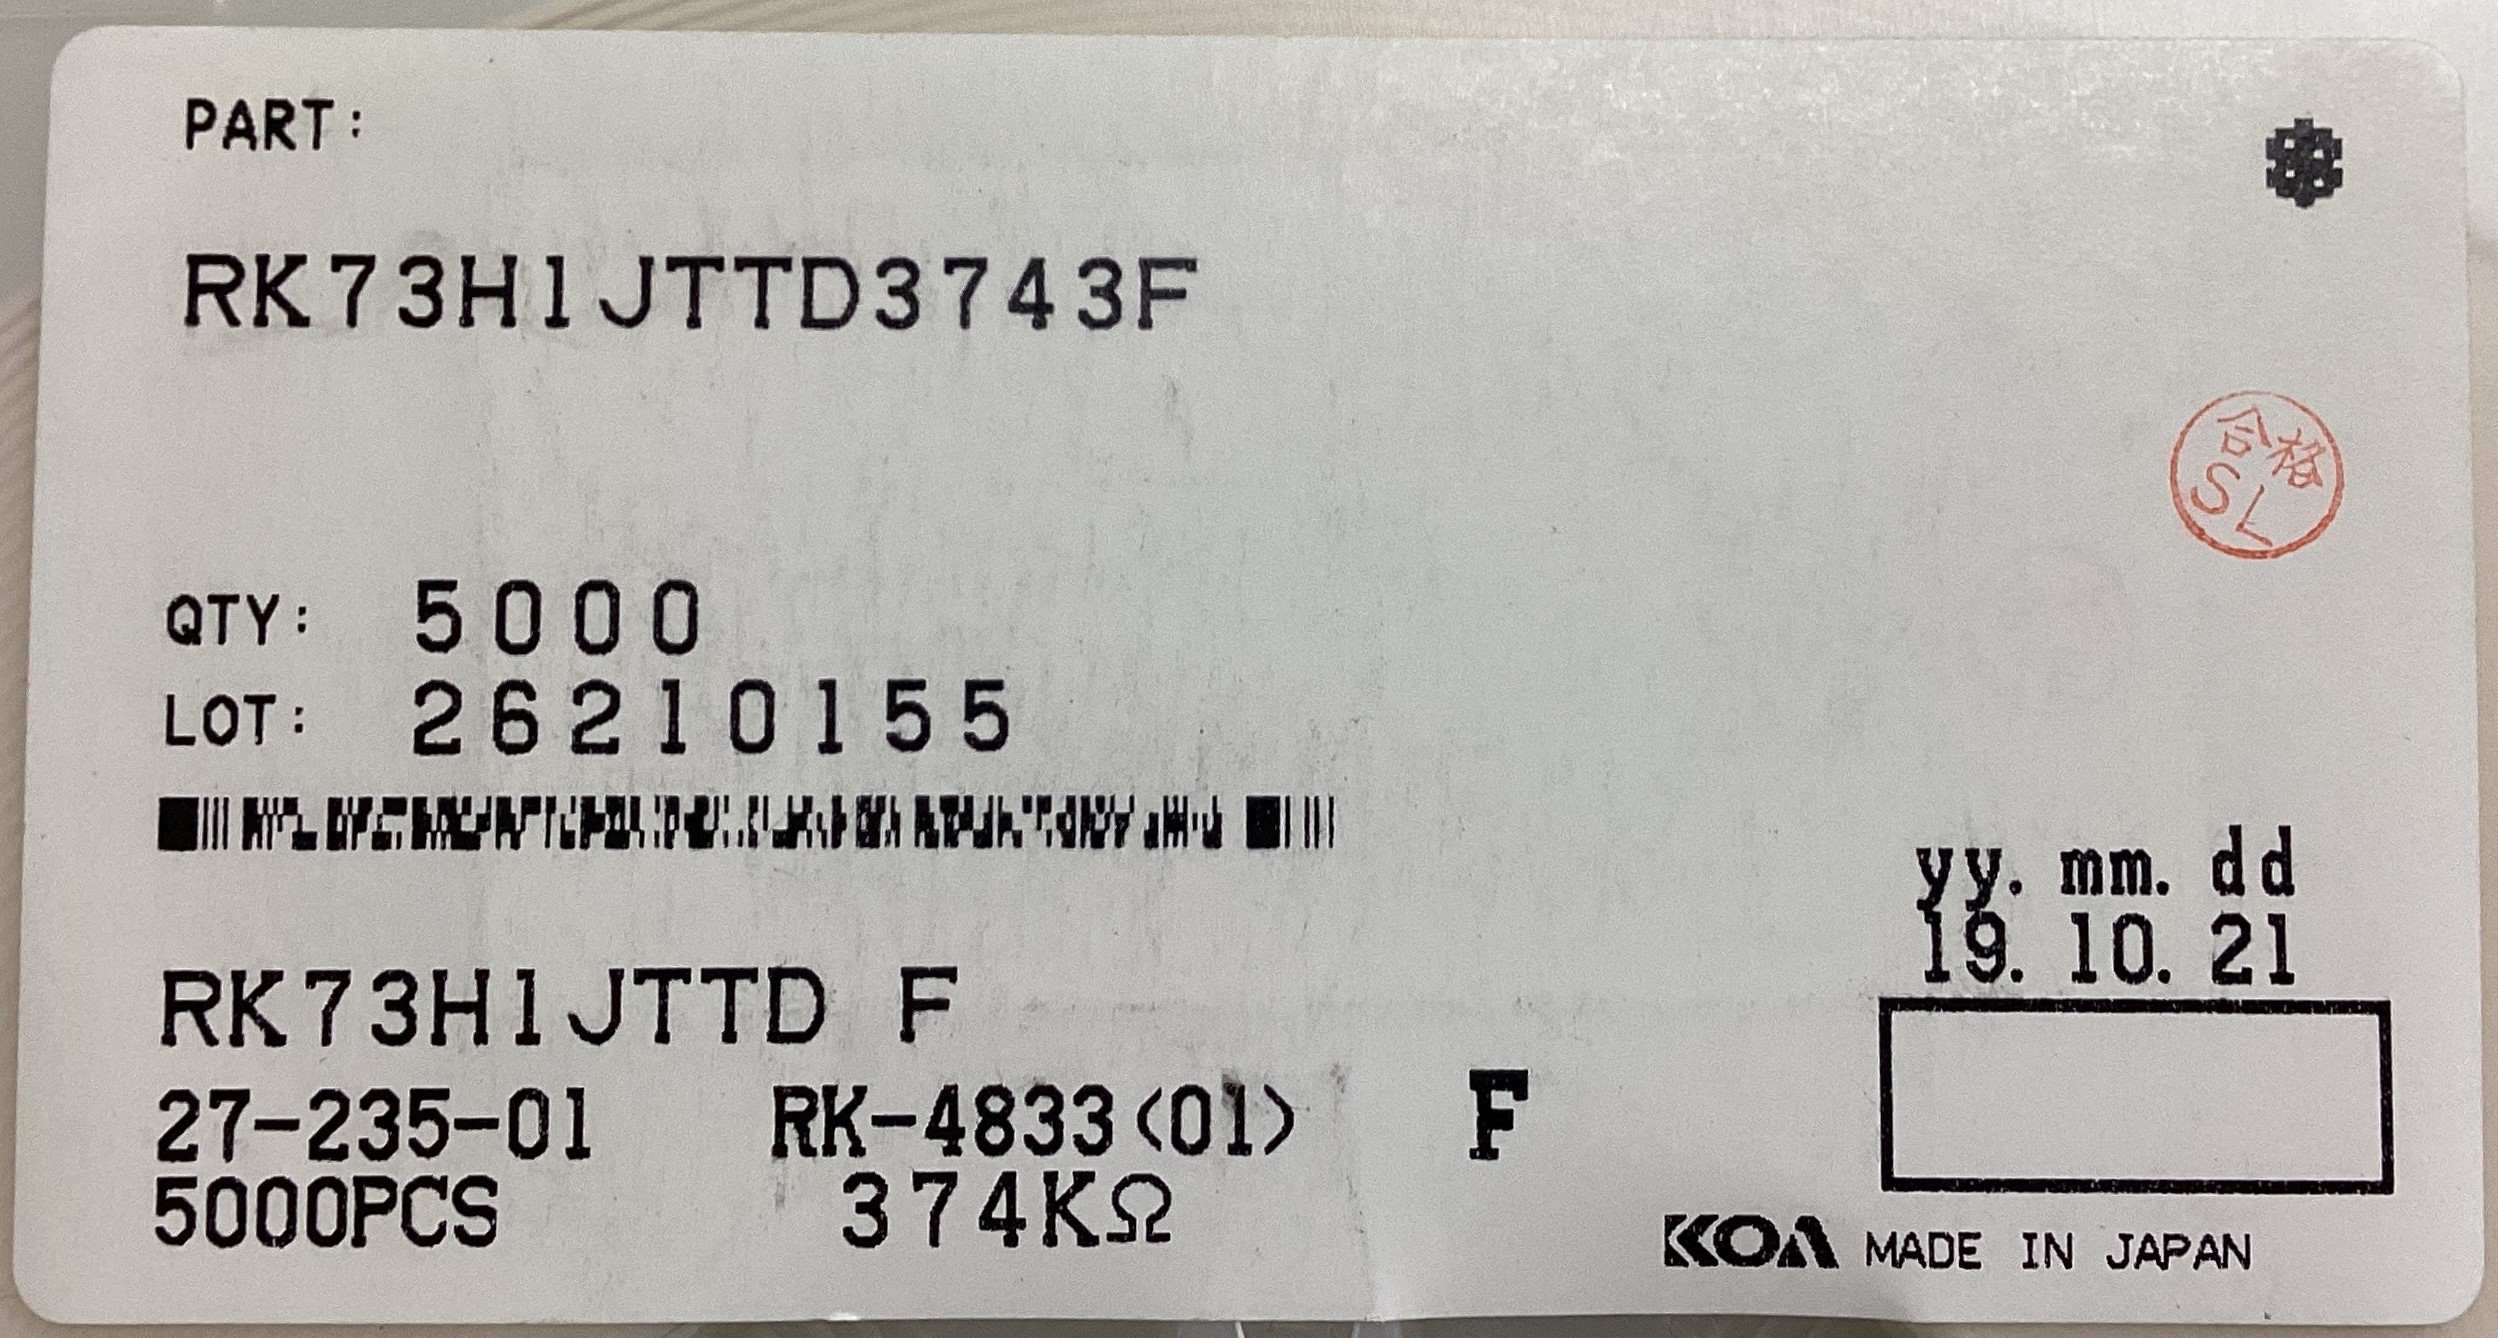 PART:
RK73H1JTTD3743F
合格
SL
QTY: 5000
LOT: 26210155
yy. mm. dd
19. 10. 21
RK73H1JTTD F
27-235-01 RK-4833(01) F
5000PCS 374KΩ
KOA MADE IN JAPAN